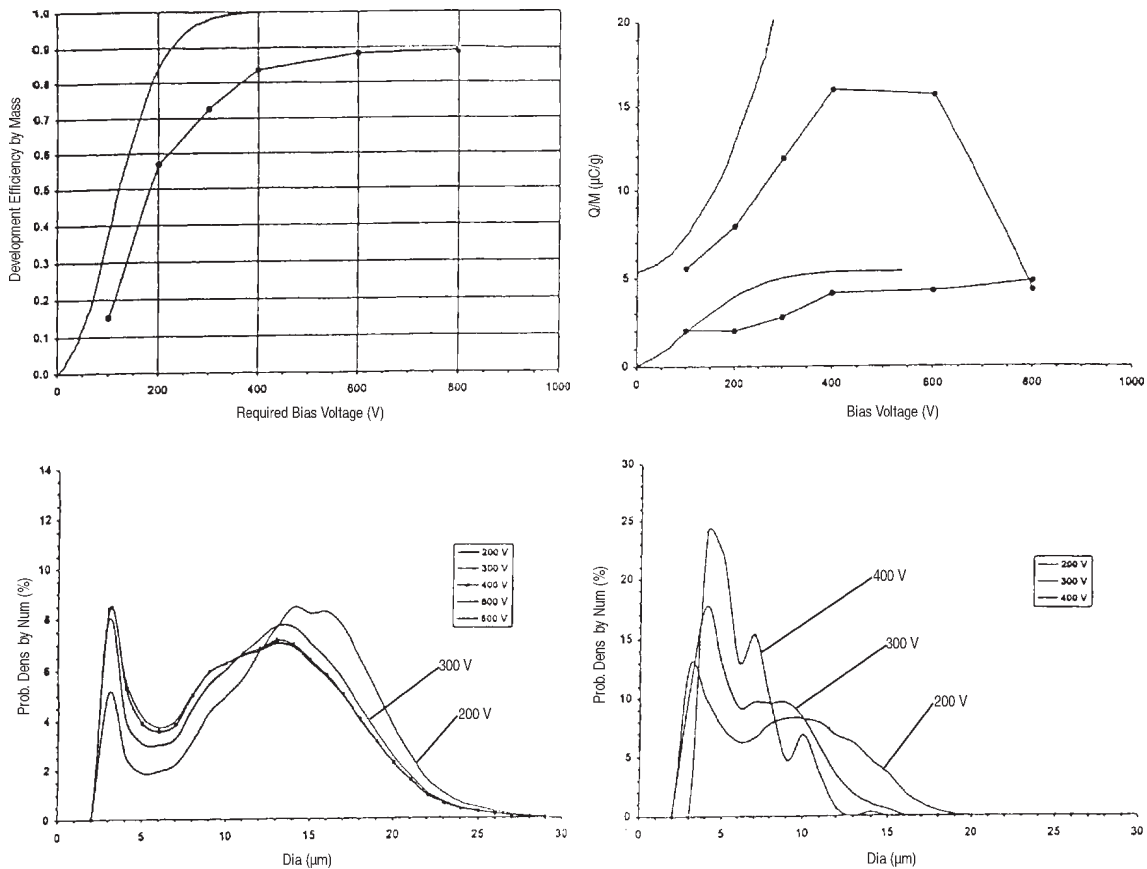 1.0
0.9
0.8
0.7
0.6
0.5
0.4
0.3
0.2
0.1
0.0
Development Efficiency by Mass
0 200 400 600 800 1000
Required Bias Voltage (V)
20
15
10
5
0
Q/M (µC/g)
0 200 400 600 800 1000
Bias Voltage (V)
14
12
10
8
6
4
2
0
Prob. Dens by Num (%)
200 V
300 V
400 V
600 V
800 V
300 V
200 V
0 5 10 15 20 25 30
Dia (µm)
30
25
20
15
10
5
0
Prob. Dens by Num (%)
200 V
300 V
400 V
400 V
300 V
200 V
0 5 10 15 20 25 30
Dia (µm)